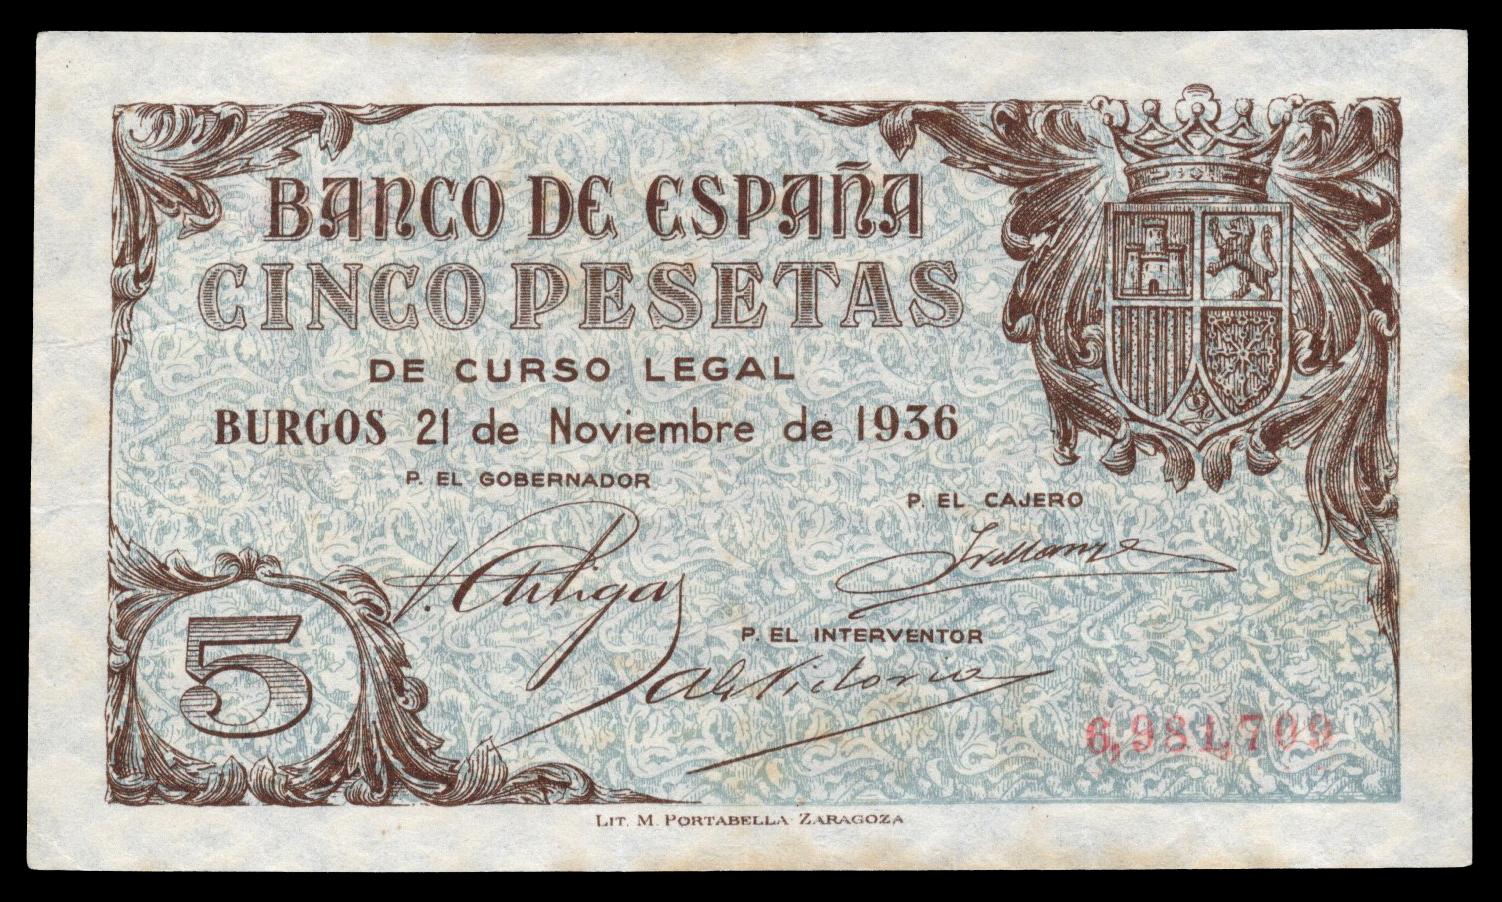 BANCO DE ESPAÑA
CINCO PESETAS
DE CURSO LEGAL
BURGOS 21 de Noviembre de 1936
P. EL GOBERNADOR
P. EL CAJERO
P. EL INTERVENTOR
5
6,981,709
LIT. M. PORTABELLA ZARAGOZA